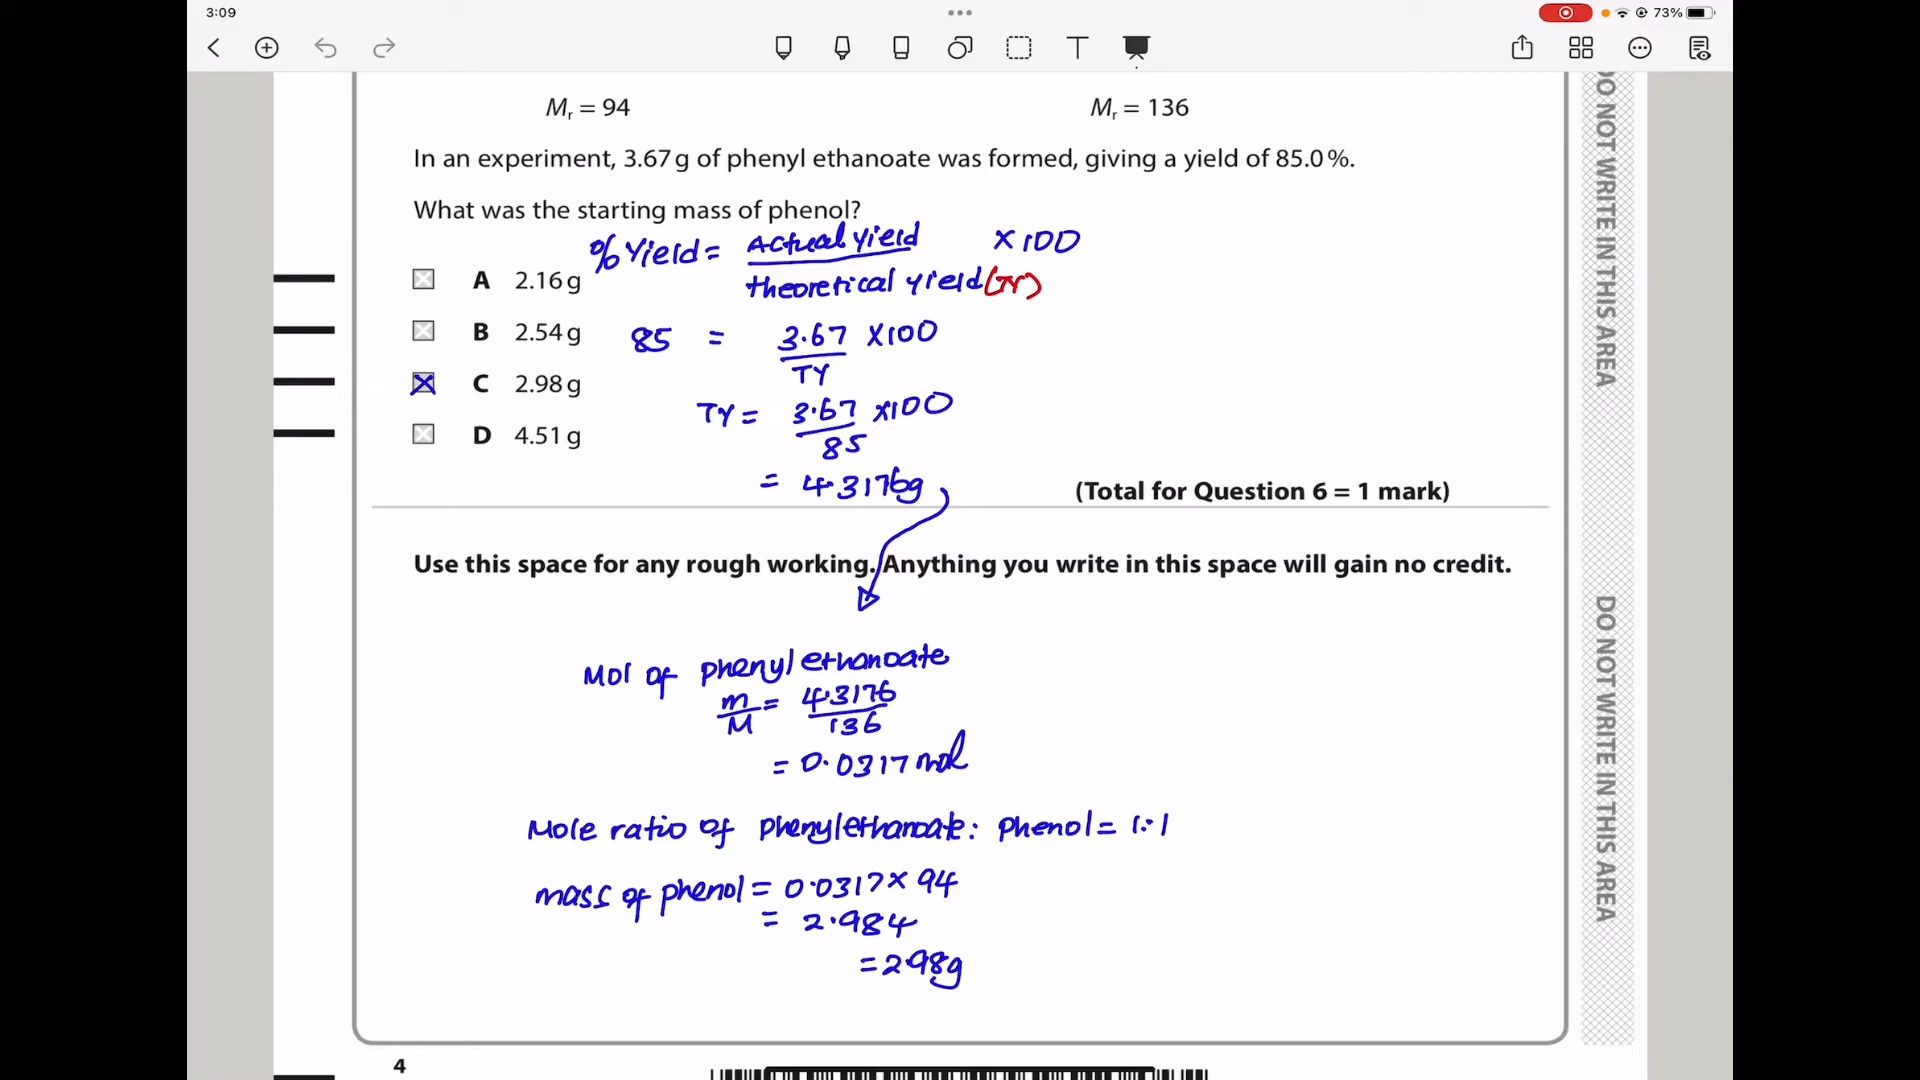 3:09
73%
Mr = 94
Mr = 136
In an experiment, 3.67 g of phenyl ethanoate was formed, giving a yield of 85.0 %.
What was the starting mass of phenol?
% Yield = Actual yield × 100
theoretical yield (TY)
A 2.16 g
B 2.54 g
85 = 3.67 × 100
TY
C 2.98 g
TY = 3.67 × 100
85
D 4.51 g
= 4.3176g
(Total for Question 6 = 1 mark)
Use this space for any rough working. Anything you write in this space will gain no credit.
Mol of phenylethanoate
m = 4.3176
M 136
= 0.0317 mol
Mole ratio of phenylethanoate: phenol = 1:1
mass of phenol = 0.0317 × 94
= 2.984
= 2.98g
4
DO NOT WRITE IN THIS AREA
DO NOT WRITE IN THIS AREA